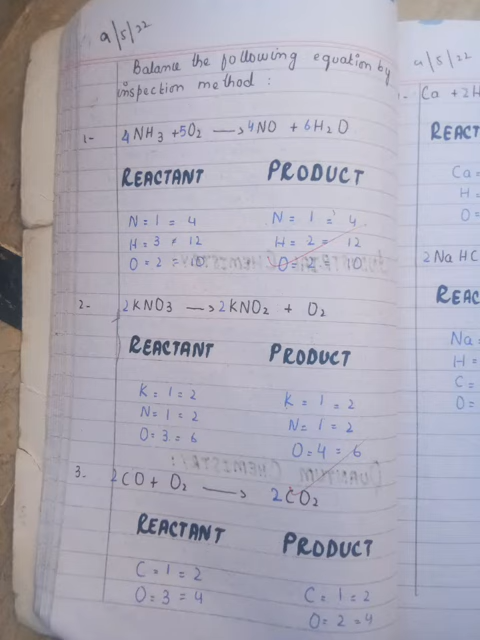 9/5/22
Balance the following equation by
inspection method :
1- 4NH3 +5O2 → 4NO + 6H2O
REACTANT PRODUCT
N = 1 = 4 N = 1 = 4
H = 3 = 12 H = 2 = 12
O = 2 = 10 O = 2 10
2- 2KNO3 → 2KNO2 + O2
REACTANT PRODUCT
K = 1 = 2 K = 1 = 2
N = 1 = 2 N = 1 = 2
O = 3 = 6 O = 4 = 6
3- 2CO + O2 → 2CO2
REACTANT PRODUCT
C = 1 = 2 C = 1 = 2
O = 3 = 4 O = 2 = 4
9/5/22
Ca + 2H
REACT
Ca =
H =
O =
2NaHC
REAC
Na =
H =
C =
O =